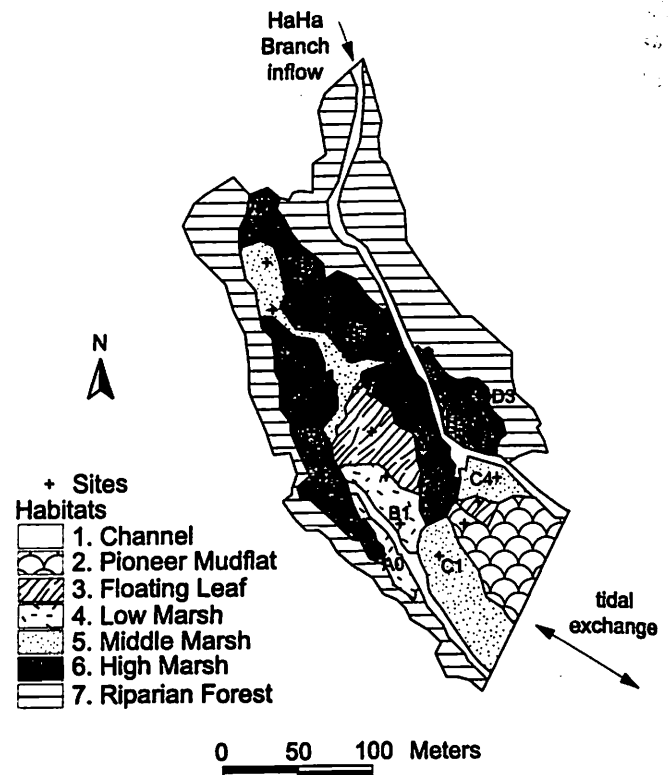 HaHa
Branch
inflow
N
D3
C4
B1
A0
C1
+ Sites
Habitats
1. Channel
2. Pioneer Mudflat
3. Floating Leaf
4. Low Marsh
5. Middle Marsh
6. High Marsh
7. Riparian Forest
tidal
exchange
0 50 100 Meters